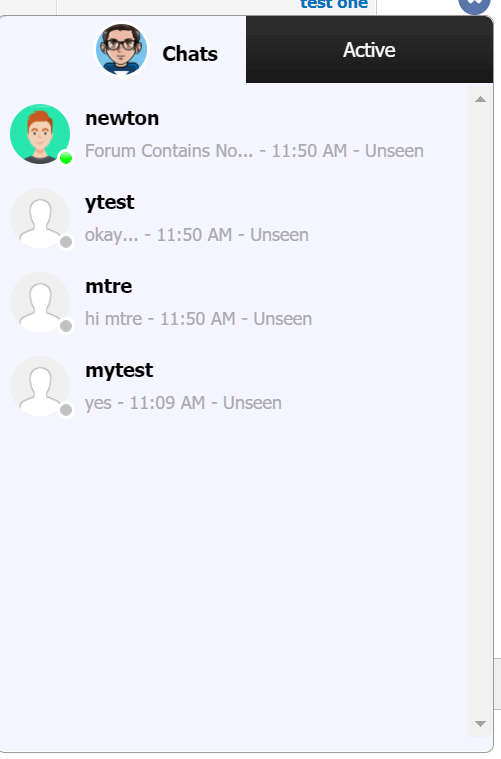 test one
Chats
Active
newton
Forum Contains No... - 11:50 AM - Unseen
ytest
okay... - 11:50 AM - Unseen
mtre
hi mtre - 11:50 AM - Unseen
mytest
yes - 11:09 AM - Unseen